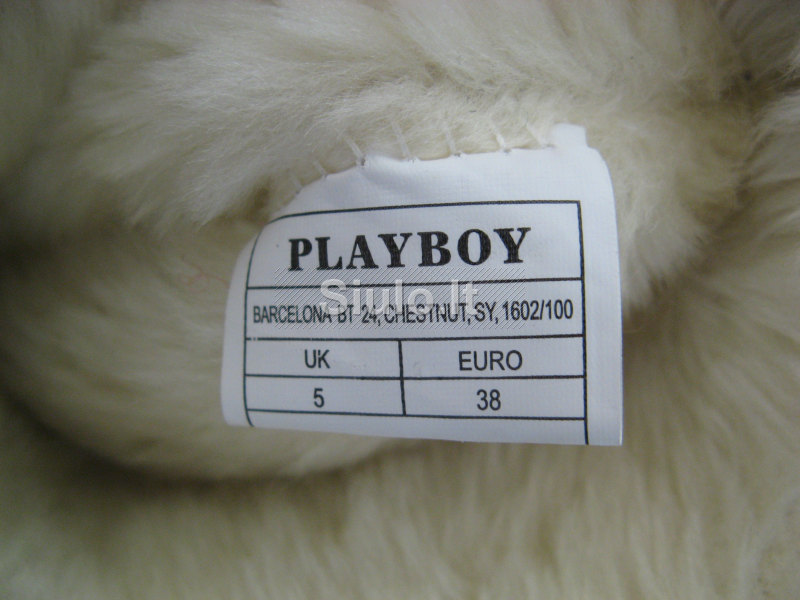 PLAYBOY
Siulo.lt
BARCELONA BT 24, CHESTNUT, SY, 1602/100
UK EURO
5 38